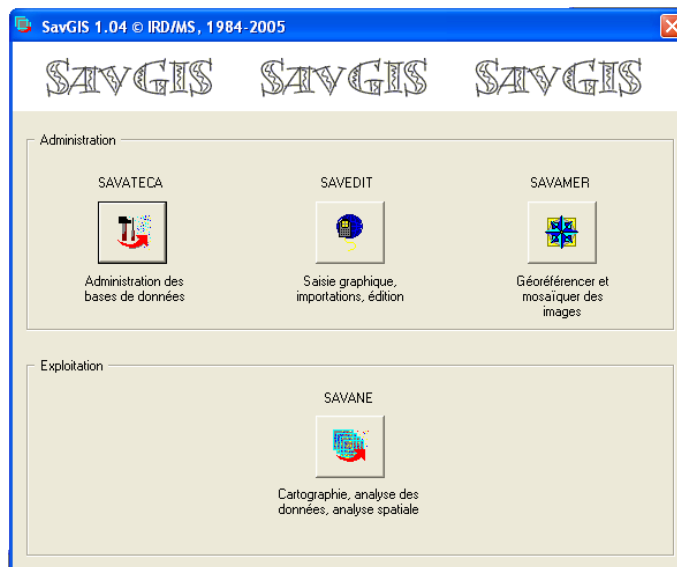 SavGIS 1.04 © IRD/MS, 1984-2005
SAVGIS SAVGIS SAVGIS
Administration
SAVATECA SAVEDIT SAVAMER
Administration des
bases de données
Saisie graphique,
importations, édition
Géoréférencer et
mosaïquer des
images
Exploitation
SAVANE
Cartographie, analyse des
données, analyse spatiale